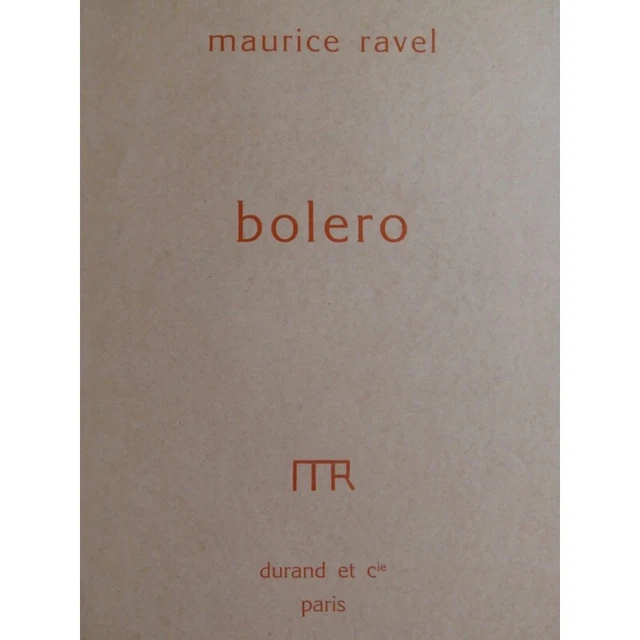 maurice ravel
bolero
MR
durand et cie
paris